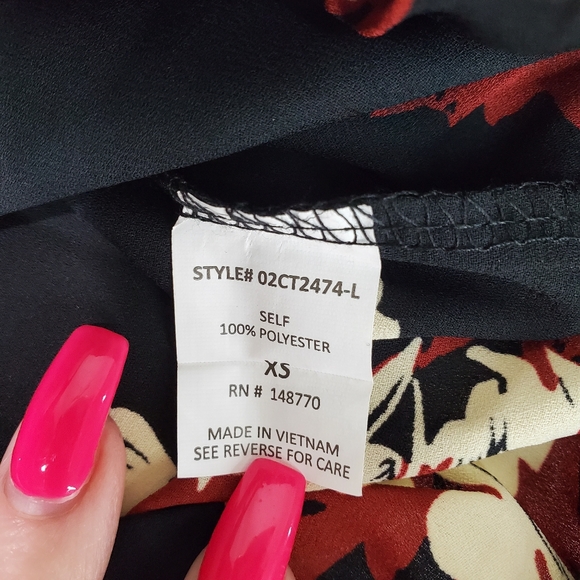 STYLE# 02CT2474-L
SELF
100% POLYESTER
XS
RN # 148770
MADE IN VIETNAM
SEE REVERSE FOR CARE